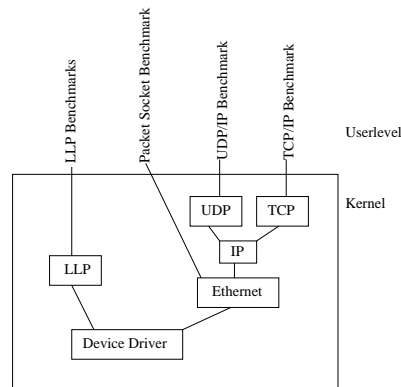 LLP Benchmarks
Packet Socket Benchmark
UDP/IP Benchmark
TCP/IP Benchmark
Userlevel
Kernel
UDP
TCP
IP
LLP
Ethernet
Device Driver